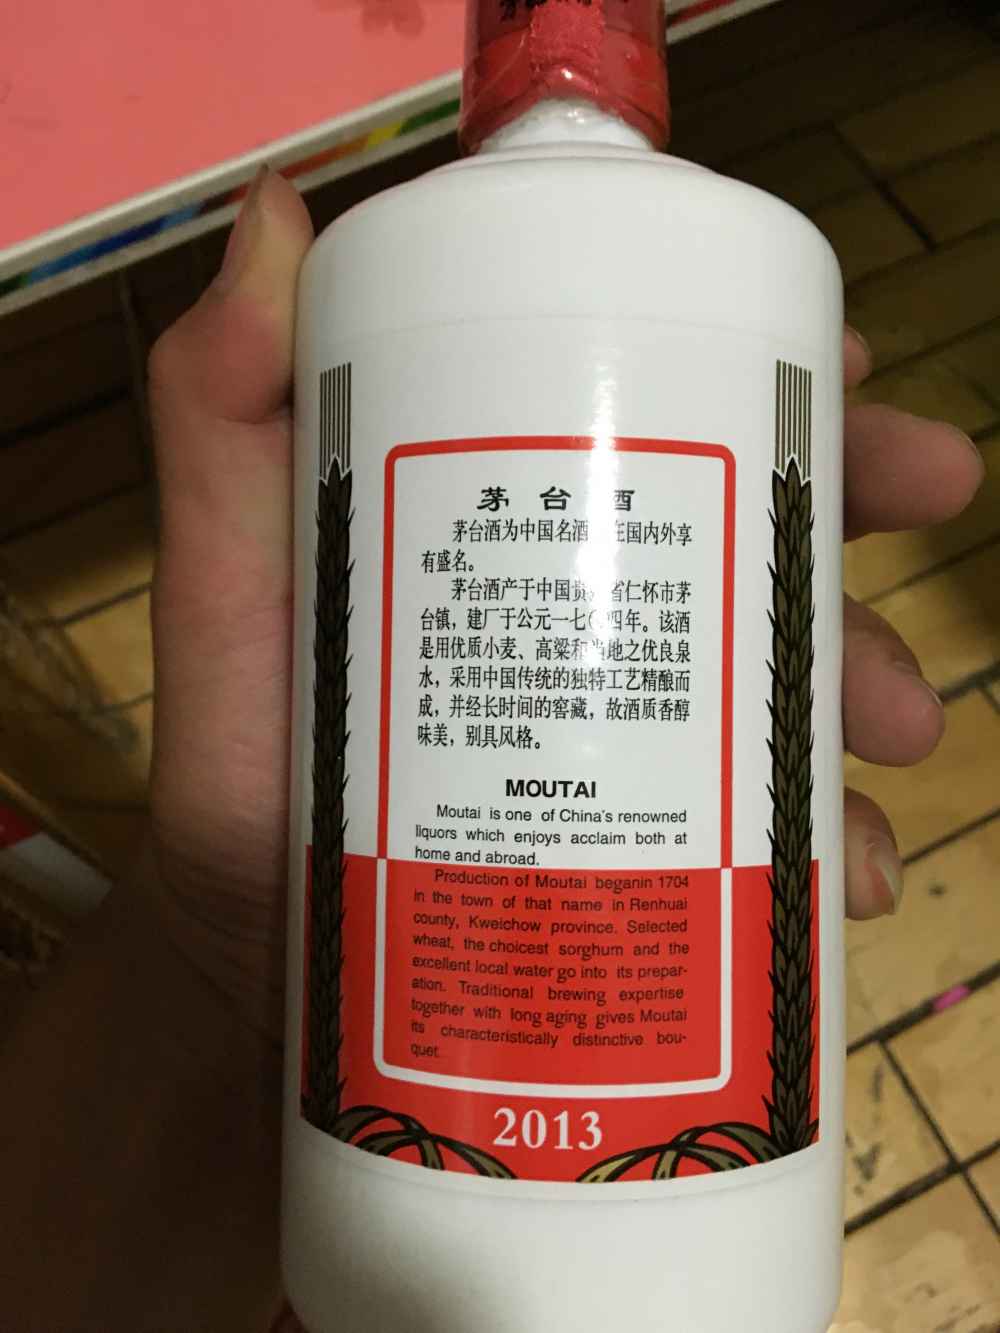 茅台酒
茅台酒为中国名酒 在国内外享
有盛名。
茅台酒产于中国贵 省仁怀市茅
台镇，建厂于公元一七〇四年。该酒
是用优质小麦、高梁和当地之优良泉
水，采用中国传统的独特工艺精酿而
成，并经长时间的窖藏，故酒质香醇
味美，别具风格。
MOUTAI
Moutai is one of China's renowned
liquors which enjoys acclaim both at
home and abroad.
Production of Moutai beganin 1704
in the town of that name in Renhuai
county, Kweichow province. Selected
wheat, the choicest sorghum and the
excellent local water go into its prepar-
ation. Traditional brewing expertise
together with long aging gives Moutai
its characteristically distinctive bou-
quet.
2013